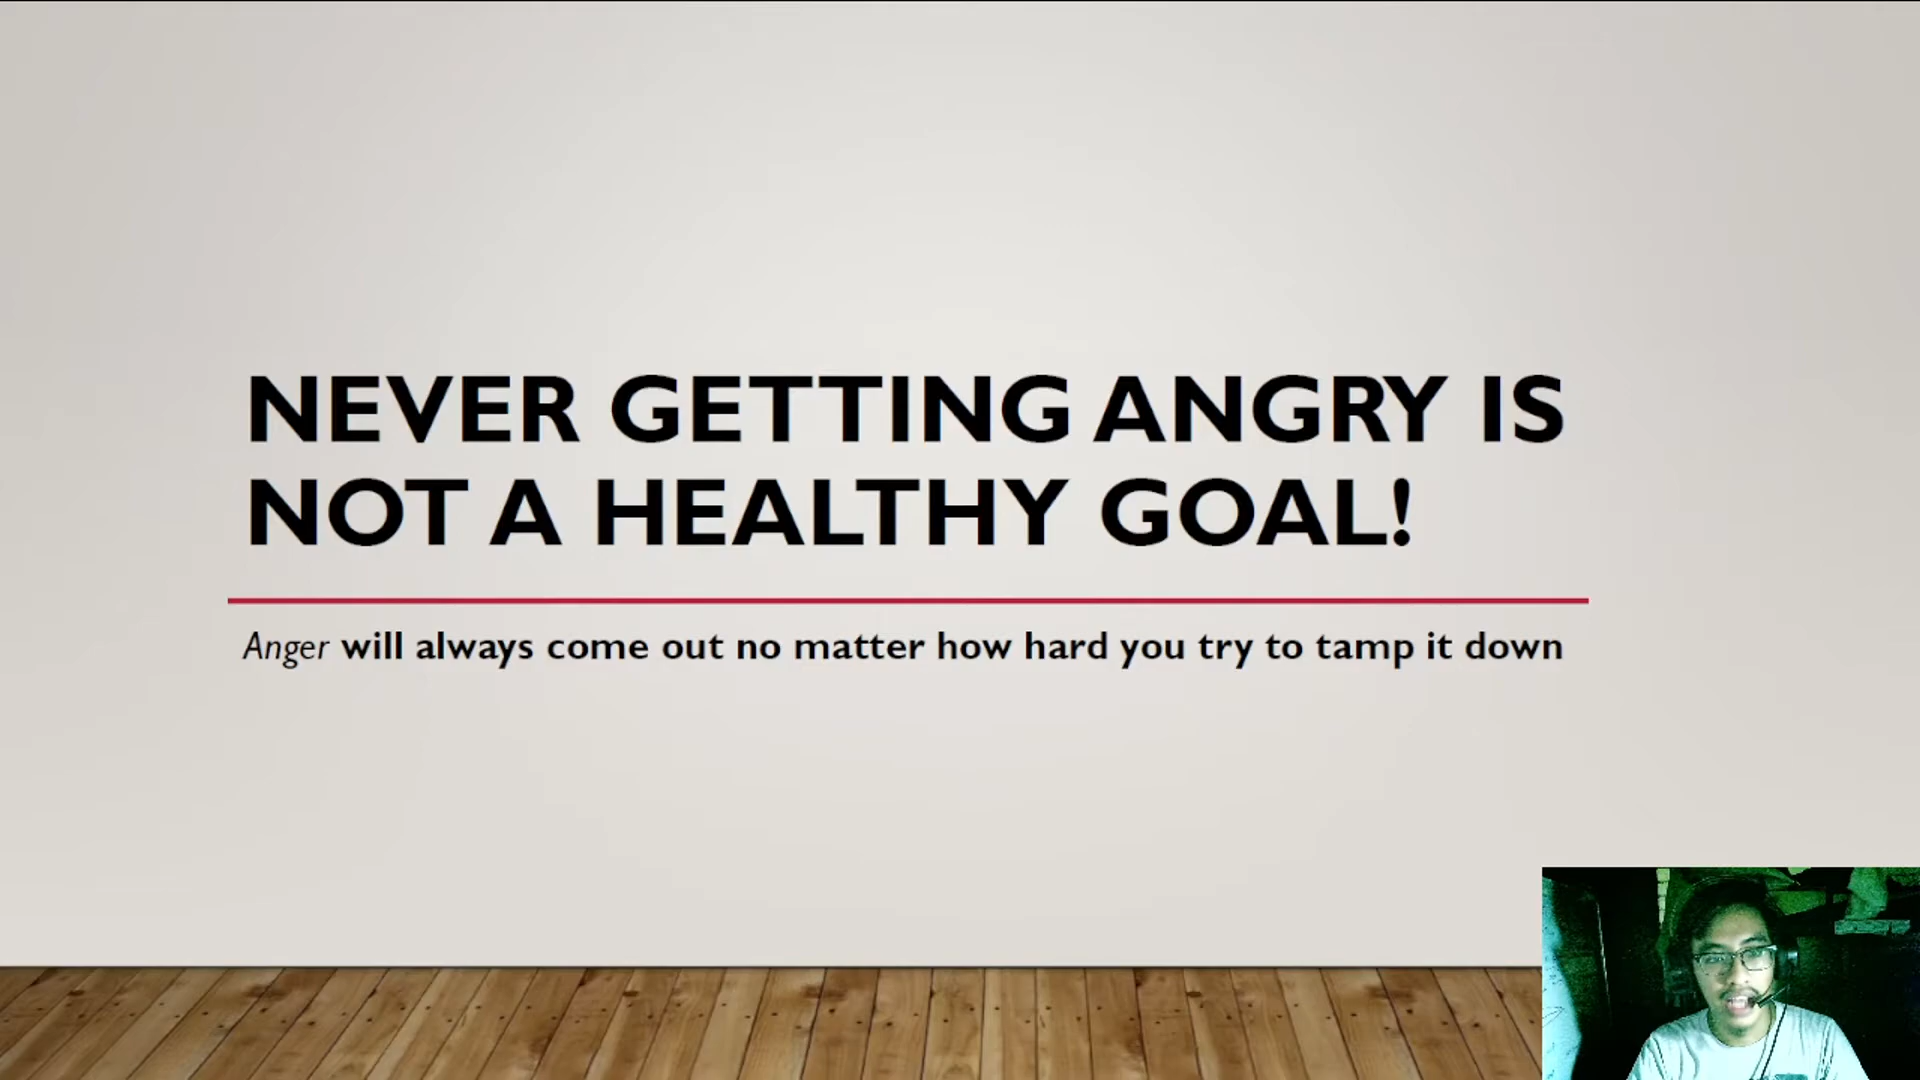 NEVER GETTING ANGRY IS
NOT A HEALTHY GOAL!
Anger will always come out no matter how hard you try to tamp it down